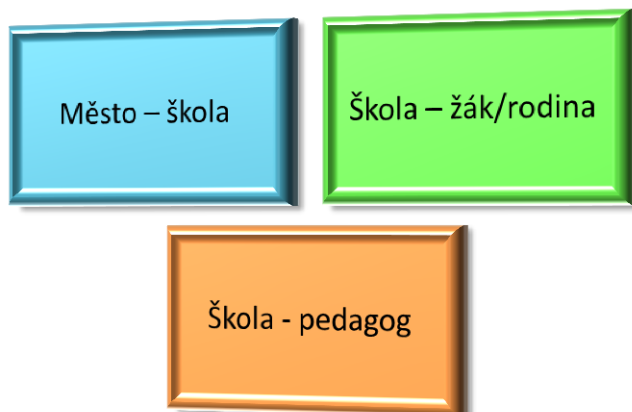 Město – škola
Škola – žák/rodina
Škola - pedagog